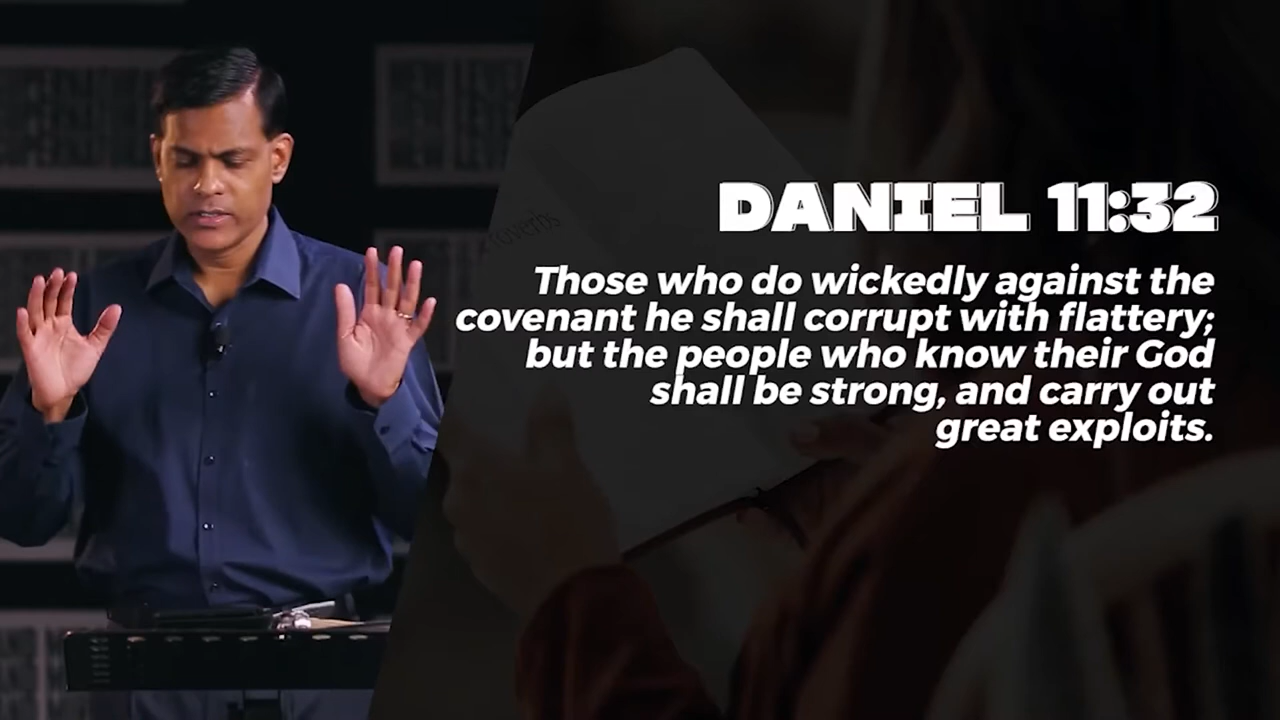 DANIEL 11:32
Those who do wickedly against the
covenant he shall corrupt with flattery;
but the people who know their God
shall be strong, and carry out
great exploits.